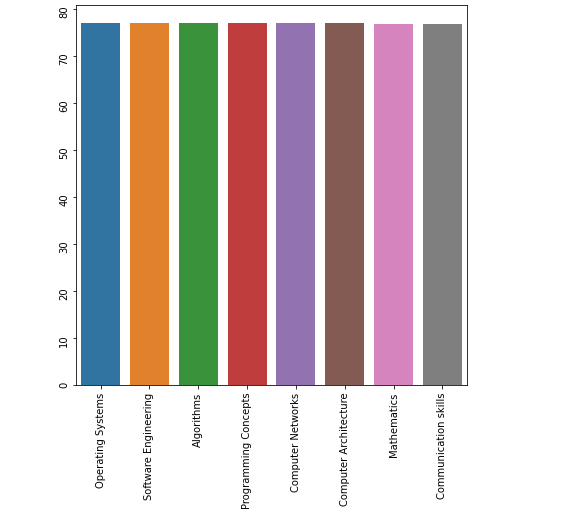 80
70
60
50
40
30
20
10
0
Operating Systems
Software Engineering
Algorithms
Programming Concepts
Computer Networks
Computer Architecture
Mathematics
Communication skills